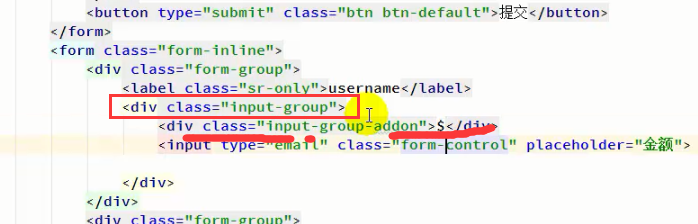 <button type="submit" class="btn btn-default">提交</button>
</form>
<form class="form-inline">
<div class="form-group">
<label class="sr-only">username</label>
<div class="input-group">
<div class="input-group-addon">$</div>
<input type="email" class="form-control" placeholder="金额">
</div>
</div>
<div class="form-group">